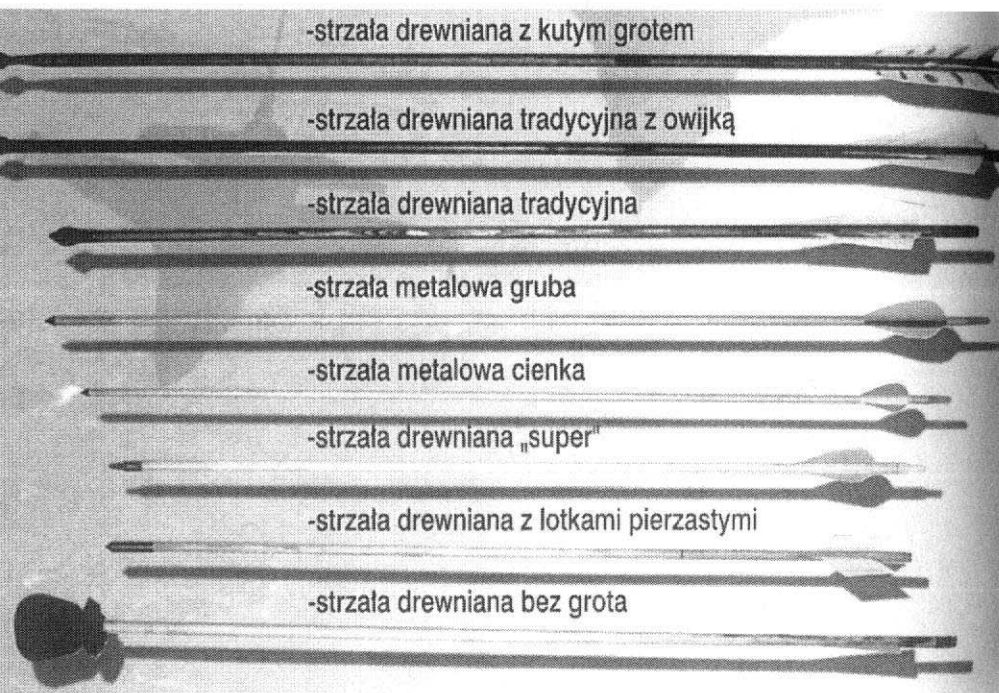 -strzała drewniana z kutym grotem
-strzała drewniana tradycyjna z owijką
-strzała drewniana tradycyjna
-strzała metalowa gruba
-strzała metalowa cienka
-strzała drewniana „super"
-strzała drewniana z lotkami pierzastymi
-strzała drewniana bez grota